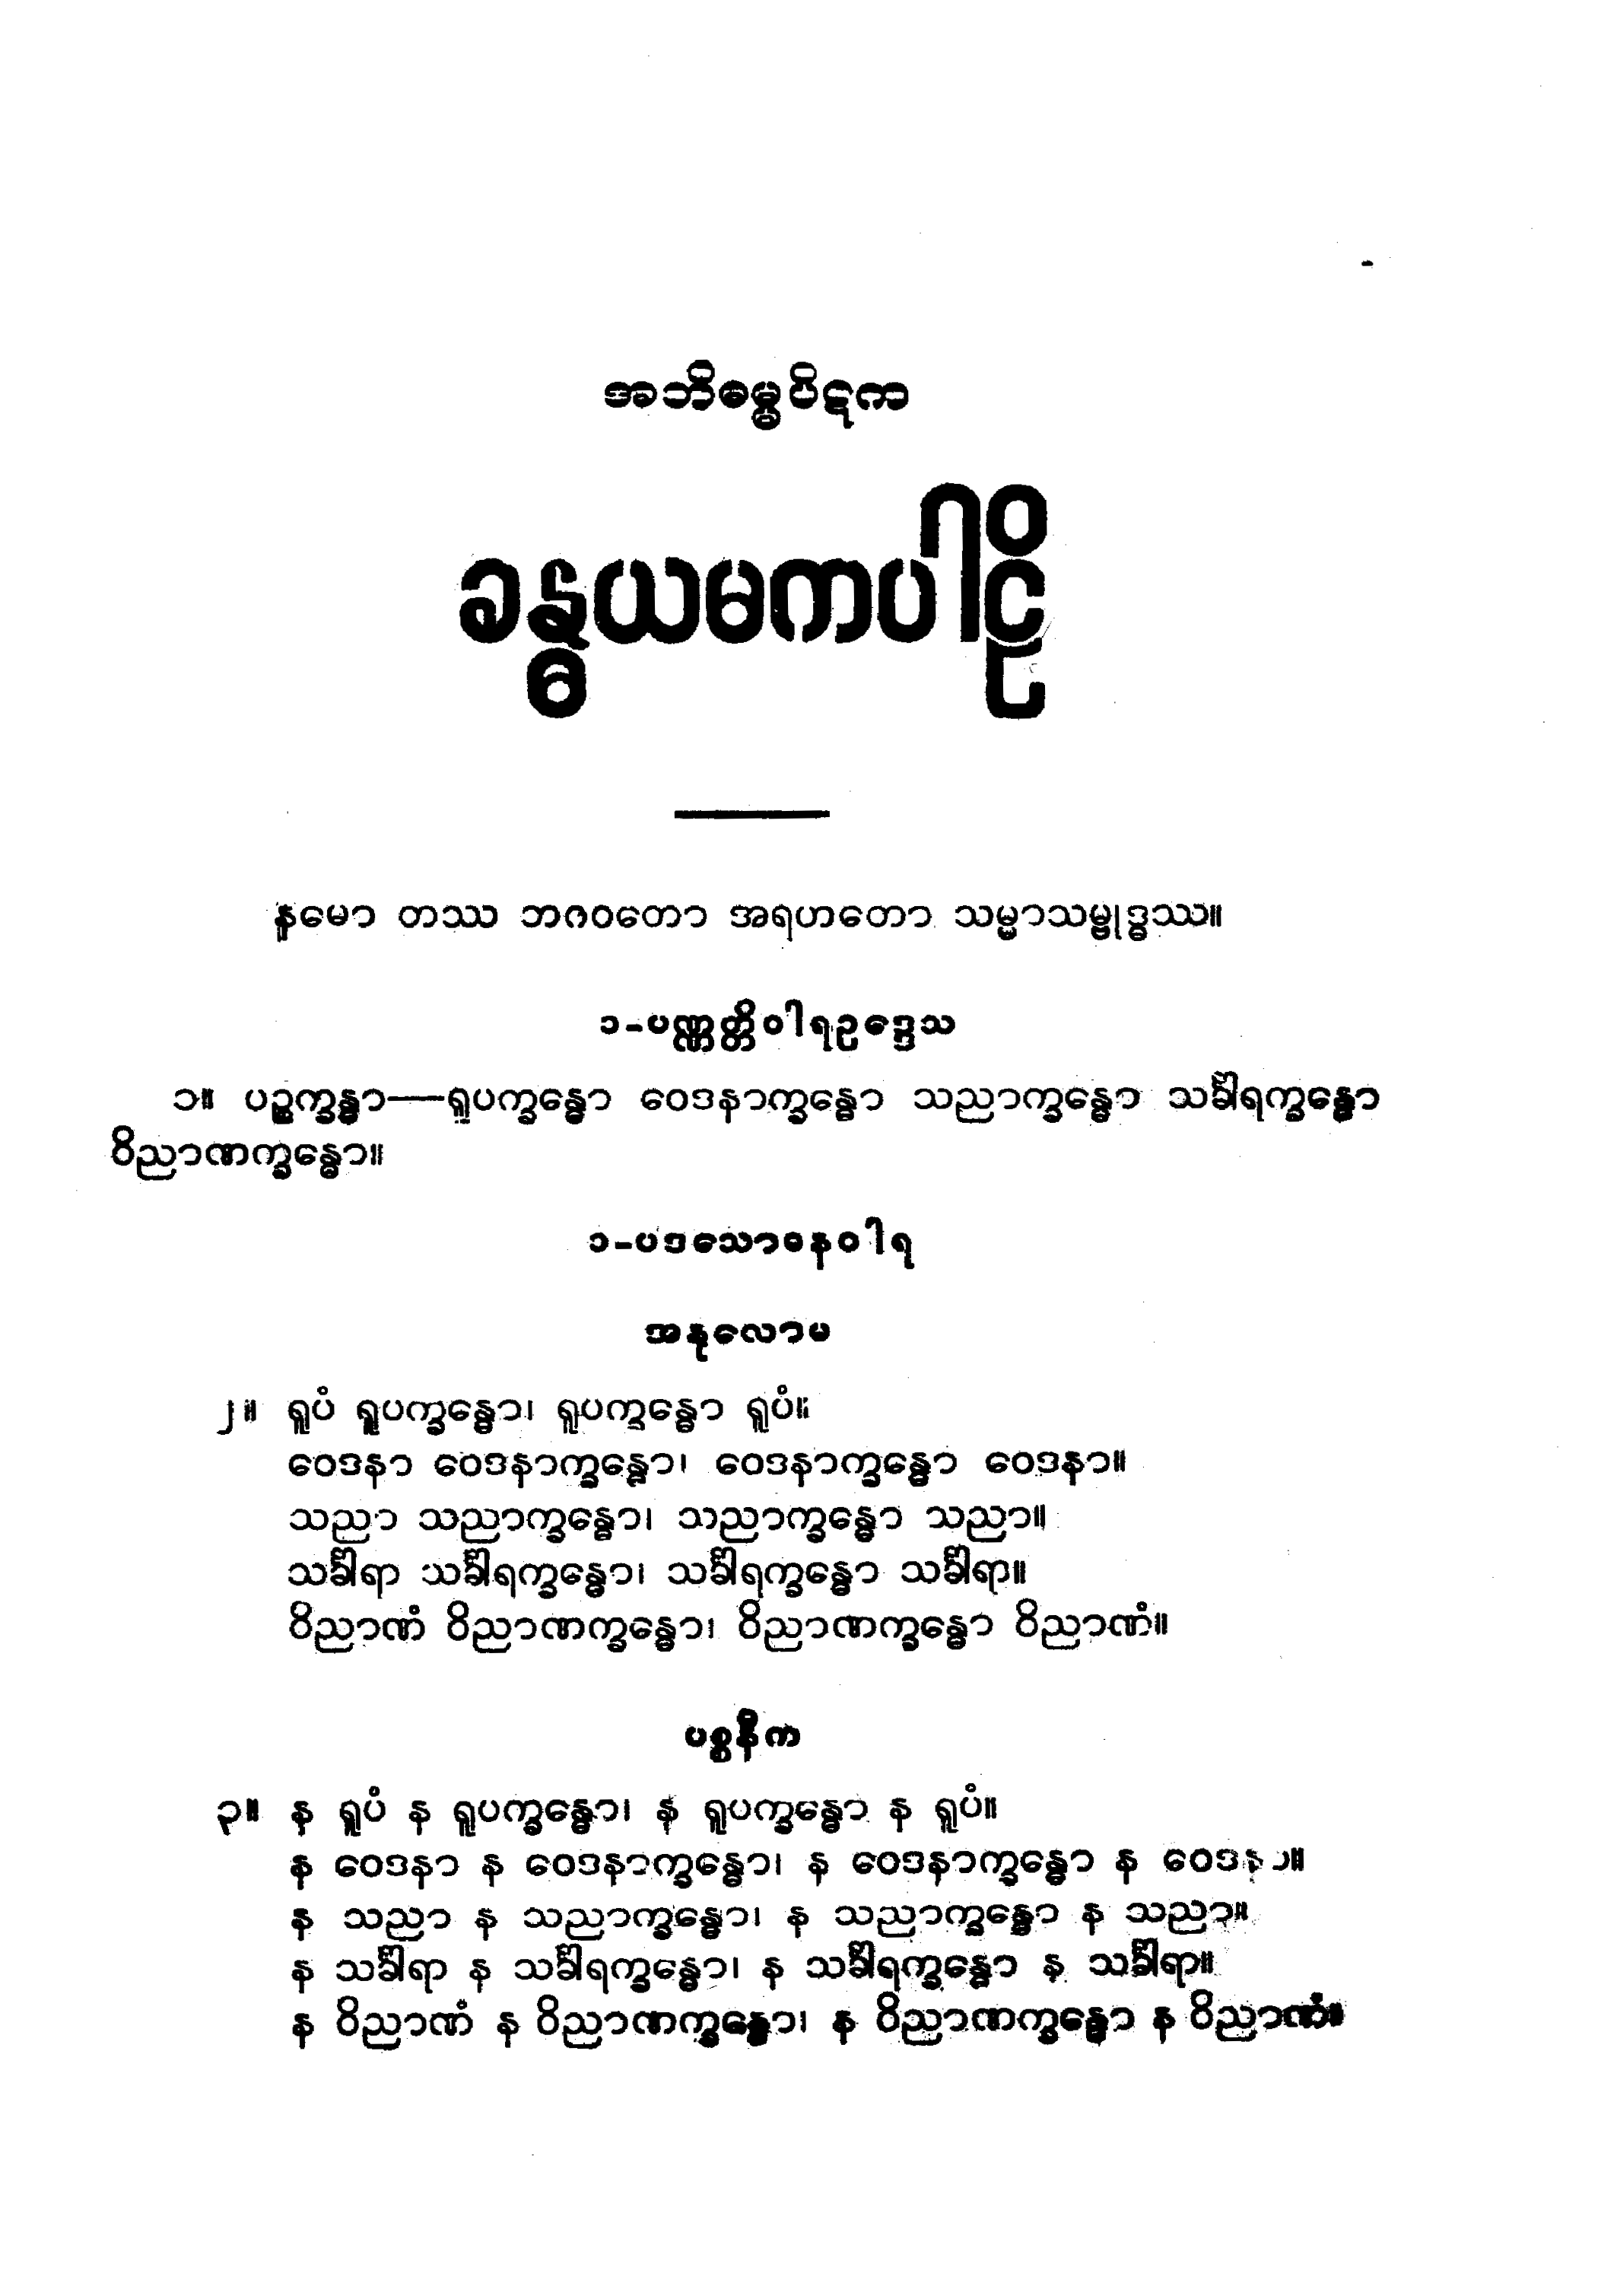 အဘိဓမ္မပိဋက
ခန္ဓယမကပါဠိ
နမော တဿ ဘဂဝတော အရဟတော သမ္မာသမ္ဗုဒ္ဓဿ။
၁-ပဏ္ဏတ္တိဝါရဥဒ္ဒေသ
၁။ ပဉ္စက္ခန္ဓာ—ရူပက္ခန္ဓော ဝေဒနာက္ခန္ဓော သညာက္ခန္ဓော သင်္ခါရက္ခန္ဓော
ဝိညာဏက္ခန္ဓော။
၁-ပဒသောဓနဝါရ
အနုလောမ
၂။ ရူပံ ရူပက္ခန္ဓော၊ ရူပက္ခန္ဓော ရူပံ။
ဝေဒနာ ဝေဒနာက္ခန္ဓော၊ ဝေဒနာက္ခန္ဓော ဝေဒနာ။
သညာ သညာက္ခန္ဓော၊ သညာက္ခန္ဓော သညာ။
သင်္ခါရာ သင်္ခါရက္ခန္ဓော၊ သင်္ခါရက္ခန္ဓော သင်္ခါရာ။
ဝိညာဏံ ဝိညာဏက္ခန္ဓော၊ ဝိညာဏက္ခန္ဓော ဝိညာဏံ။
ပစ္စနီက
၃။ န ရူပံ န ရူပက္ခန္ဓော၊ န ရူပက္ခန္ဓော န ရူပံ။
န ဝေဒနာ န ဝေဒနာက္ခန္ဓော၊ န ဝေဒနာက္ခန္ဓော န ဝေဒနာ။
န သညာ န သညာက္ခန္ဓော၊ န သညာက္ခန္ဓော န သညာ။
န သင်္ခါရာ န သင်္ခါရက္ခန္ဓော၊ န သင်္ခါရက္ခန္ဓော န သင်္ခါရာ။
န ဝိညာဏံ န ဝိညာဏက္ခန္ဓော၊ န ဝိညာဏက္ခန္ဓော န ဝိညာဏံ။